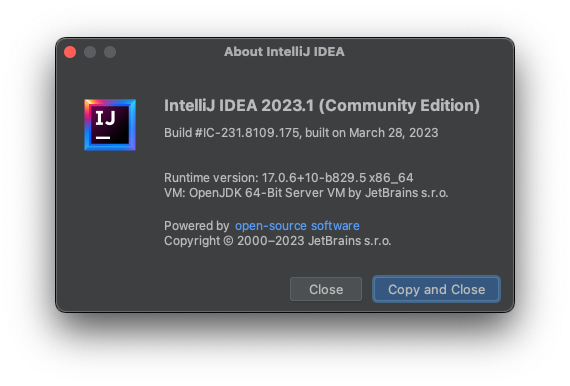 About IntelliJ IDEA
IJ
IntelliJ IDEA 2023.1 (Community Edition)
Build #IC-231.8109.175, built on March 28, 2023
Runtime version: 17.0.6+10-b829.5 x86_64
VM: OpenJDK 64-Bit Server VM by JetBrains s.r.o.
Powered by open-source software
Copyright © 2000–2023 JetBrains s.r.o.
Close
Copy and Close